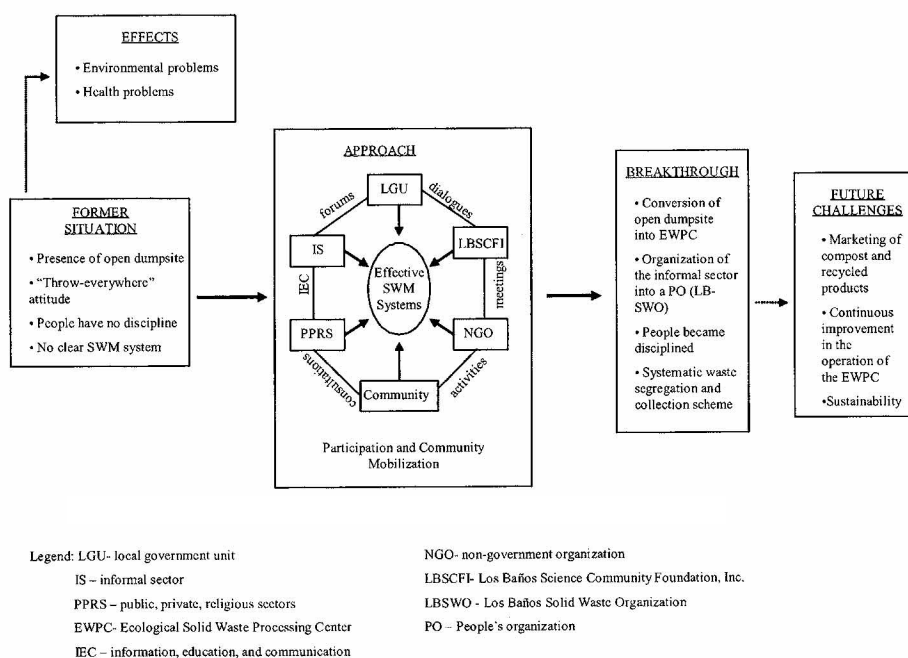 EFFECTS
• Environmental problems
• Health problems
FORMER
SITUATION
• Presence of open dumpsite
• “Throw-everywhere”
attitude
• People have no discipline
• No clear SWM system
APPROACH
LGU
forums
dialogues
IS
LBSCFI
Effective
SWM
Systems
IEC
meetings
PPRS
NGO
consultations
activities
Community
Participation and Community
Mobilization
BREAKTHROUGH
• Conversion of
open dumpsite
into EWPC
• Organization of
the informal sector
into a PO (LB-
SWO)
• People became
disciplined
• Systematic waste
segregation and
collection scheme
FUTURE
CHALLENGES
• Marketing of
compost and
recycled
products
• Continuous
improvement
in the
operation of
the EWPC
•Sustainability
Legend: LGU- local government unit
IS – informal sector
PPRS – public, private, religious sectors
EWPC- Ecological Solid Waste Processing Center
IEC – information, education, and communication
NGO- non-government organization
LBSCFI- Los Baños Science Community Foundation, Inc.
LBSWO - Los Baños Solid Waste Organization
PO – People’s organization